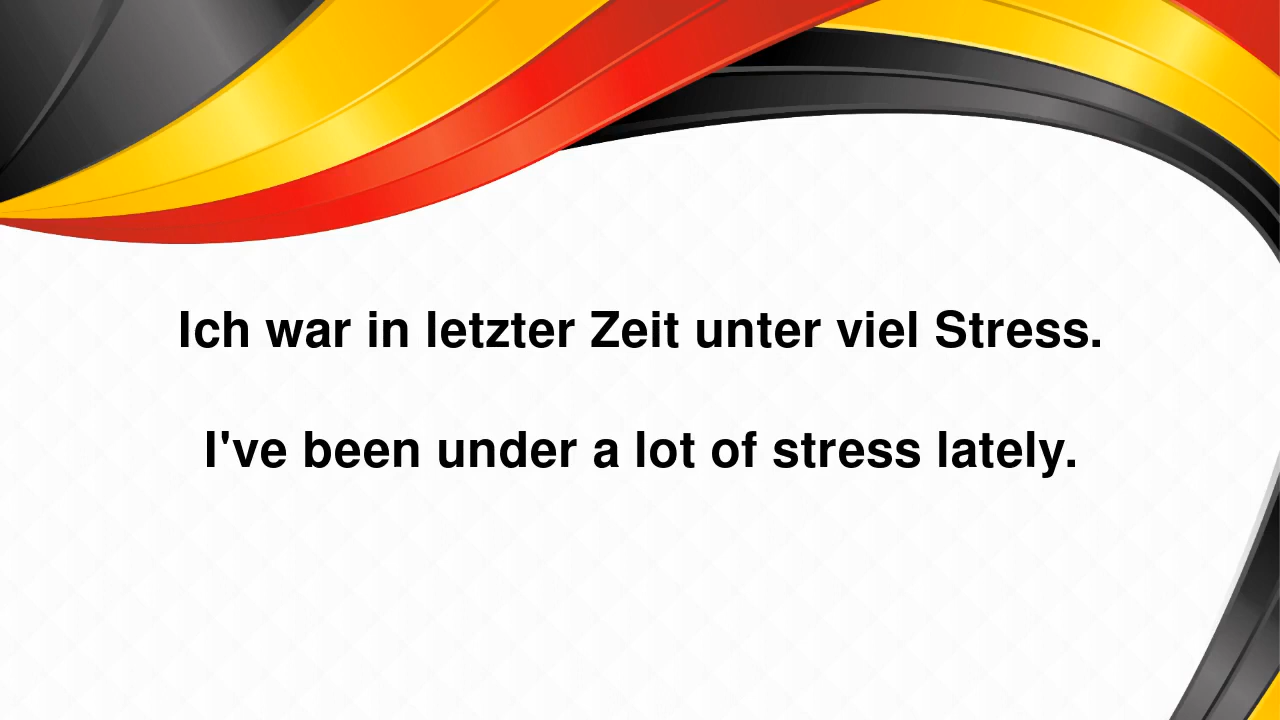 Ich war in letzter Zeit unter viel Stress.
I've been under a lot of stress lately.